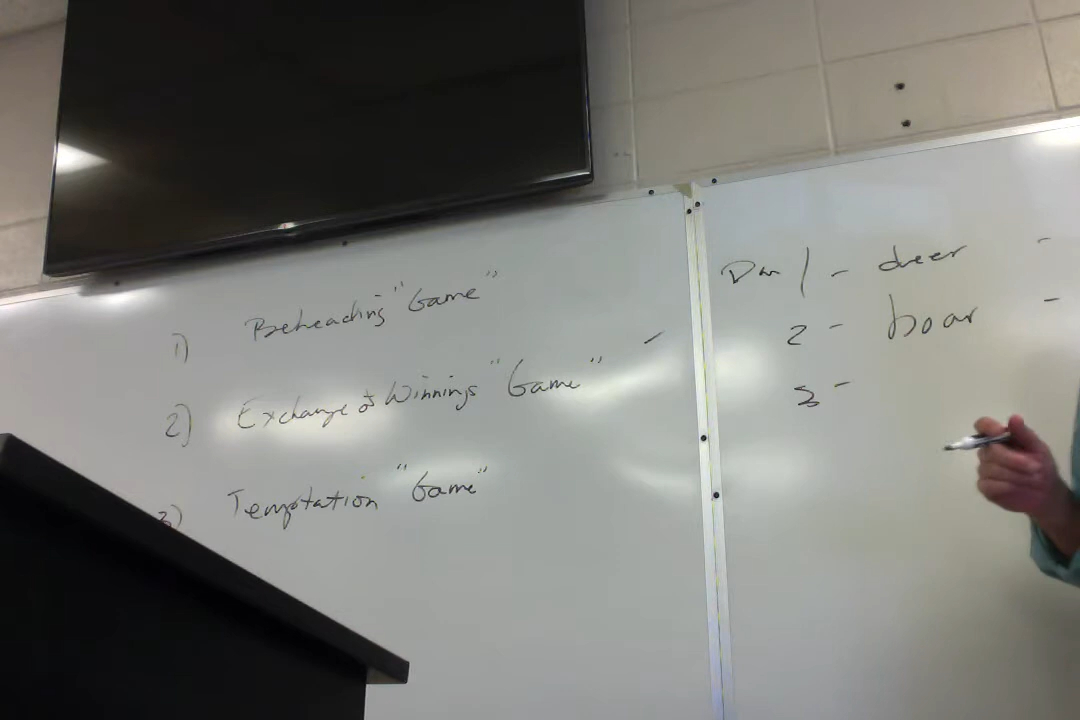 1) Beheading "Game"
2) Exchange of Winnings "Game" -
3) Temptation "Game"
Day 1 - deer -
2 - boar -
3 -